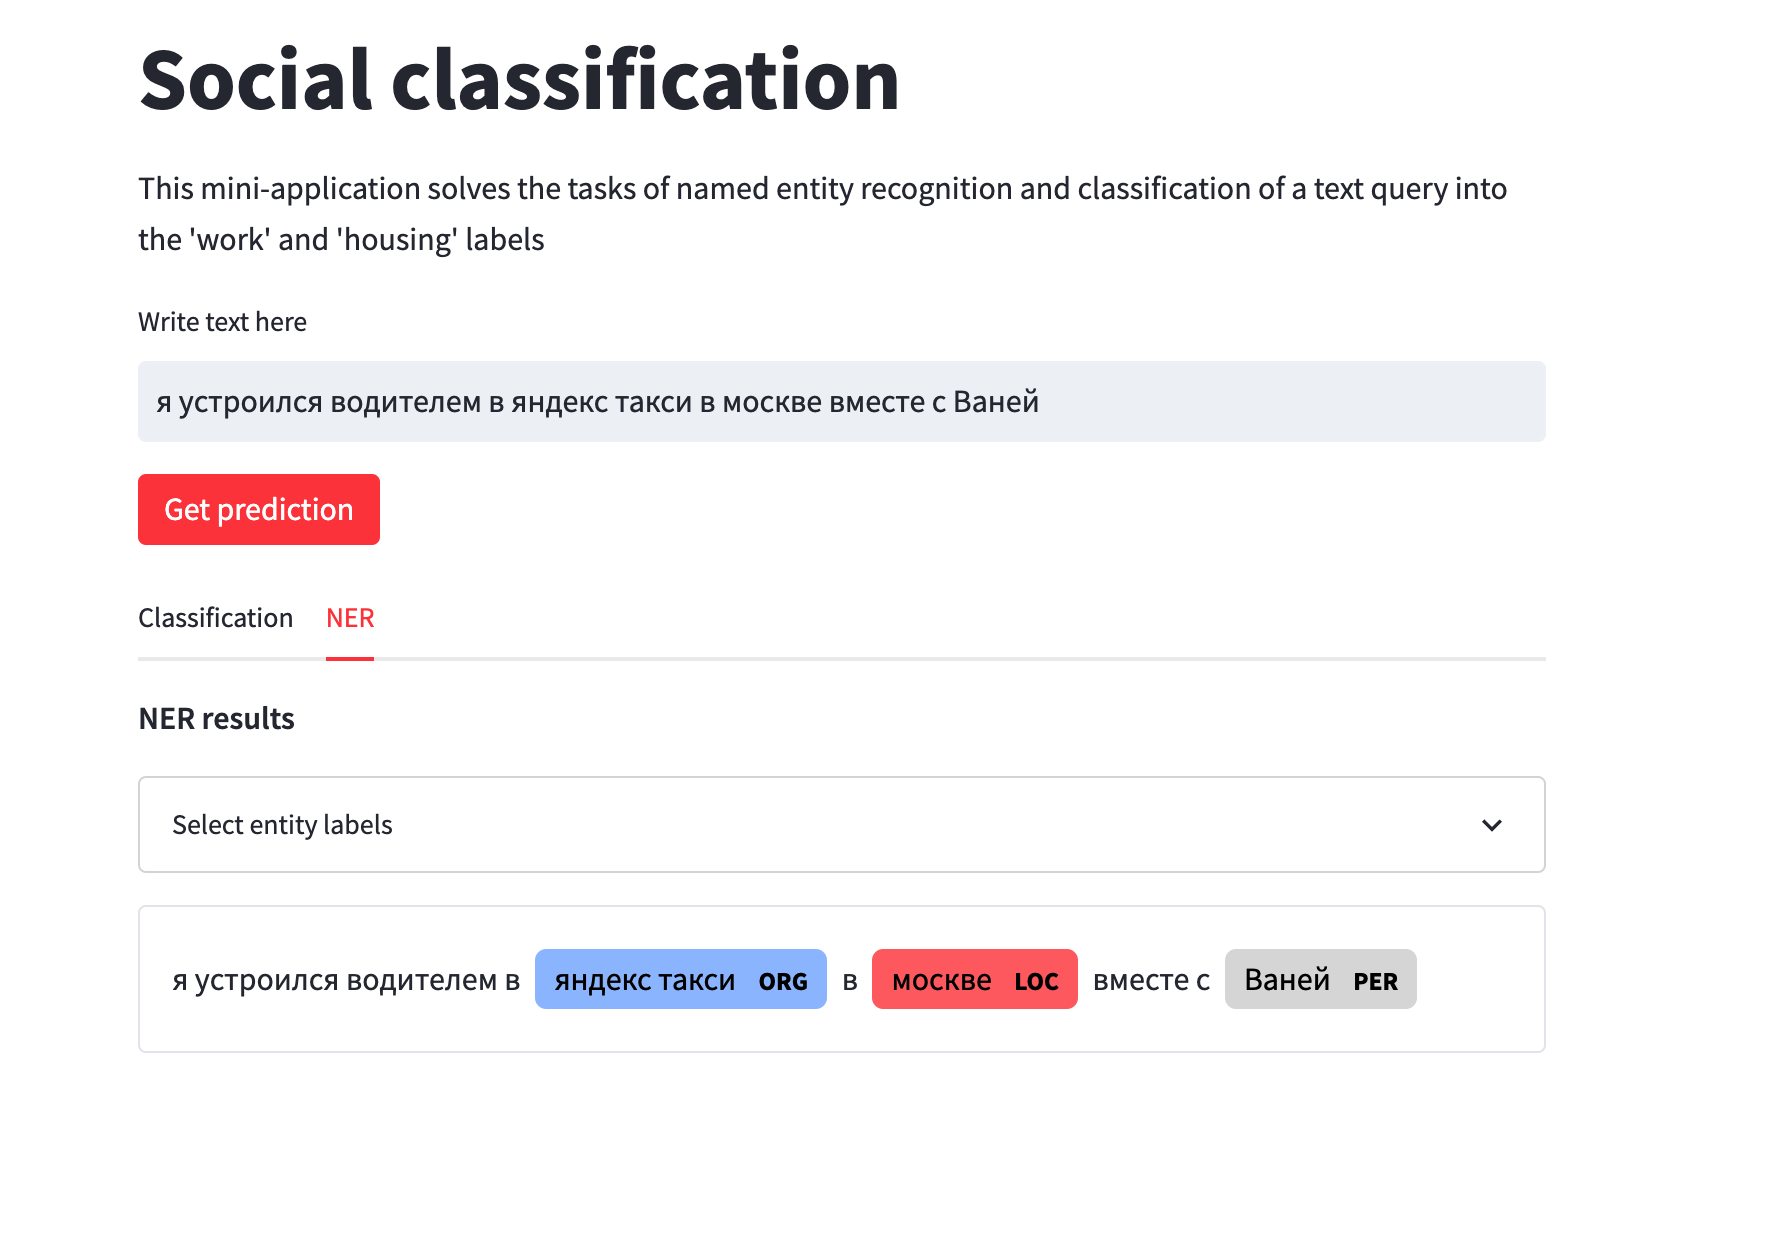 Social classification
This mini-application solves the tasks of named entity recognition and classification of a text query into
the 'work' and 'housing' labels
Write text here
я устроился водителем в яндекс такси в москве вместе с Ваней
Get prediction
Classification NER
NER results
Select entity labels
я устроился водителем в яндекс такси ORG в москве LOC вместе с Ваней PER